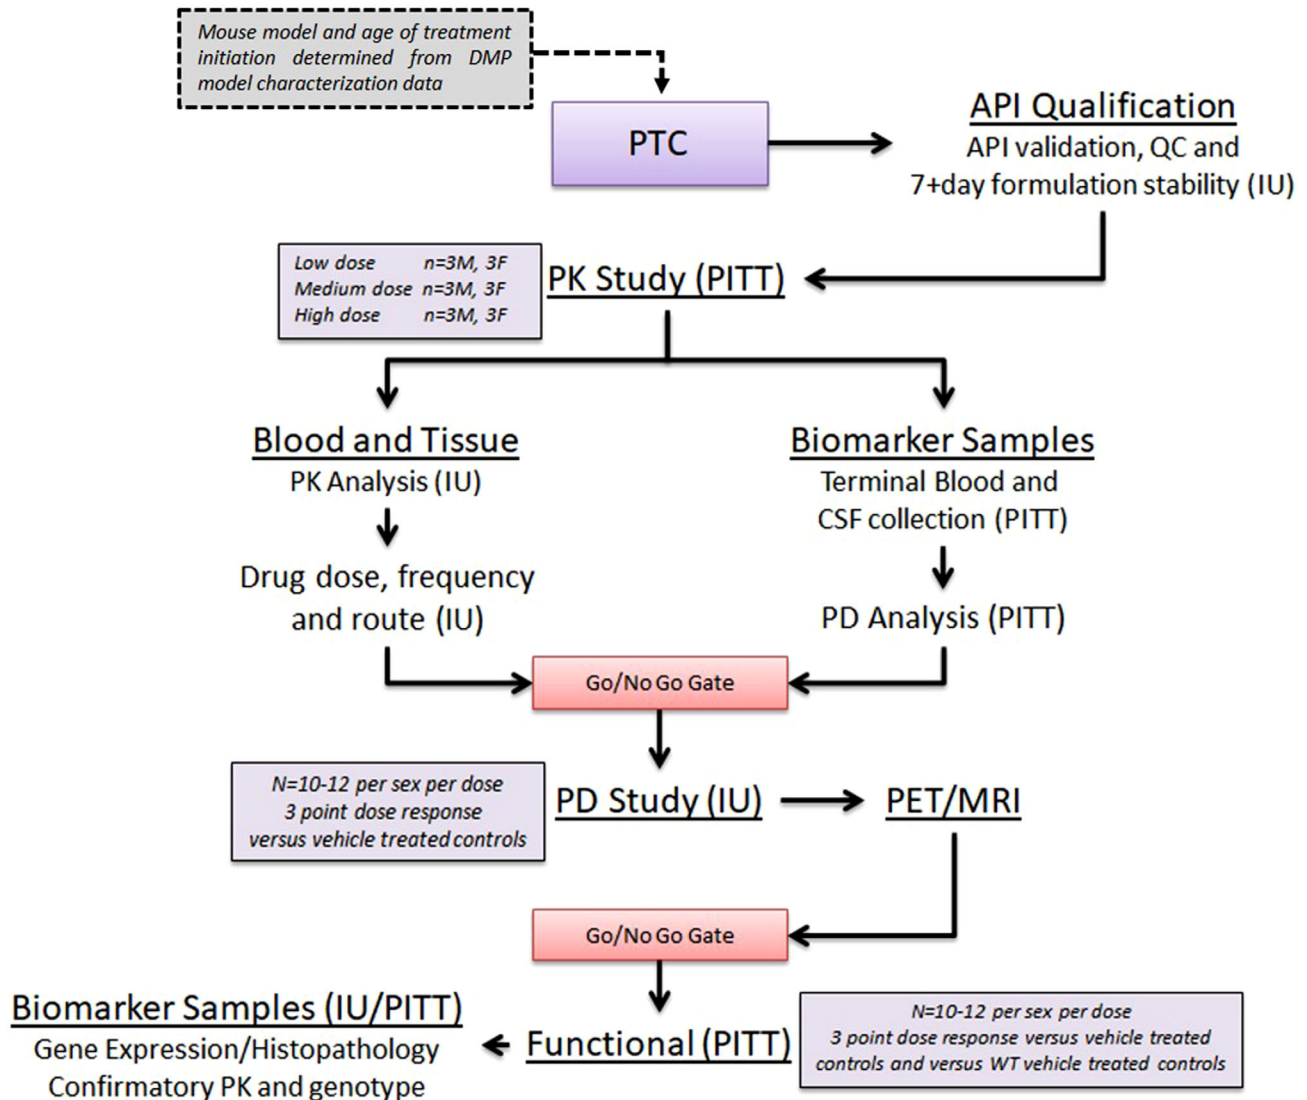 Mouse model and age of treatment
initiation determined from DMP
model characterization data
PTC
API Qualification
API validation, QC and
7+day formulation stability (IU)
Low dose n=3M, 3F
Medium dose n=3M, 3F
High dose n=3M, 3F
PK Study (PITT)
Blood and Tissue
PK Analysis (IU)
Drug dose, frequency
and route (IU)
Biomarker Samples
Terminal Blood and
CSF collection (PITT)
PD Analysis (PITT)
Go/No Go Gate
N=10-12 per sex per dose
3 point dose response
versus vehicle treated controls
PD Study (IU)
PET/MRI
Go/No Go Gate
Functional (PITT)
N=10-12 per sex per dose
3 point dose response versus vehicle treated
controls and versus WT vehicle treated controls
Biomarker Samples (IU/PITT)
Gene Expression/Histopathology
Confirmatory PK and genotype